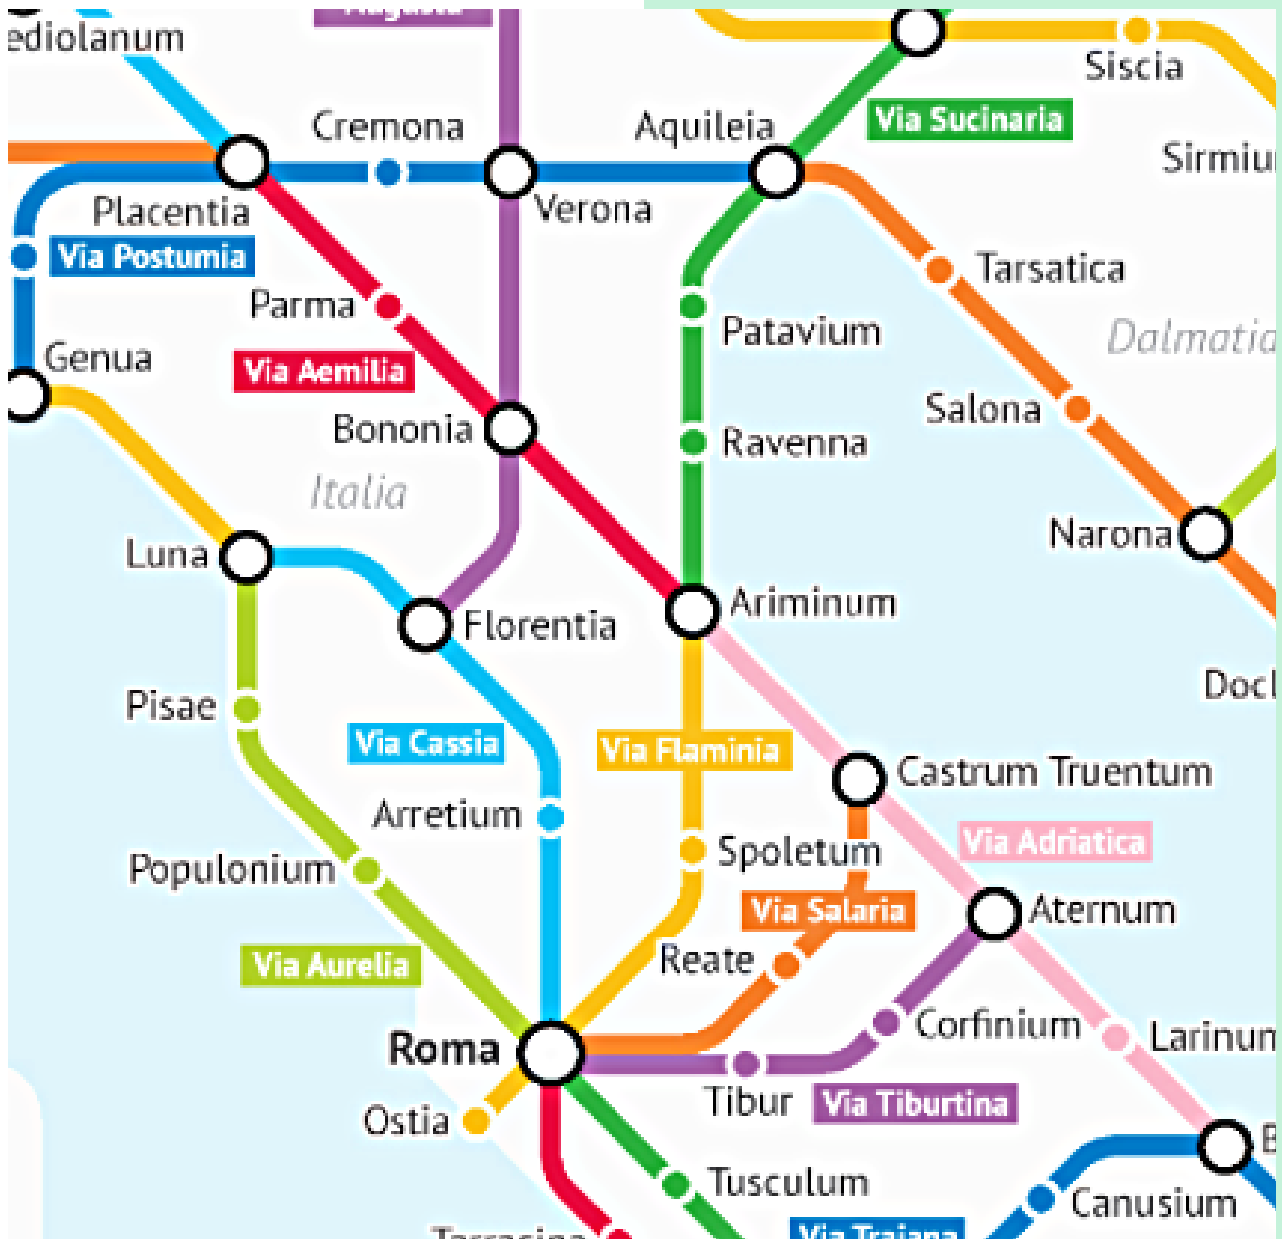 ediolanum
Siscia
Via Sucinaria
Cremona
Aquileia
Sirmiu
Placentia
Verona
Via Postumia
Tarsatica
Parma
Patavium
Dalmatia
Genua
Via Aemilia
Salona
Bononia
Ravenna
Italia
Narona
Luna
Ariminum
Florentia
Pisae
Via Cassia
Via Flaminia
Castrum Truentum
Arretium
Via Adriatica
Spoletum
Populonium
Via Salaria
Aternum
Via Aurelia
Reate
Corfinium
Larinum
Roma
Tibur
Via Tiburtina
Ostia
Tusculum
Canusium
Via Traiana
Tarracina